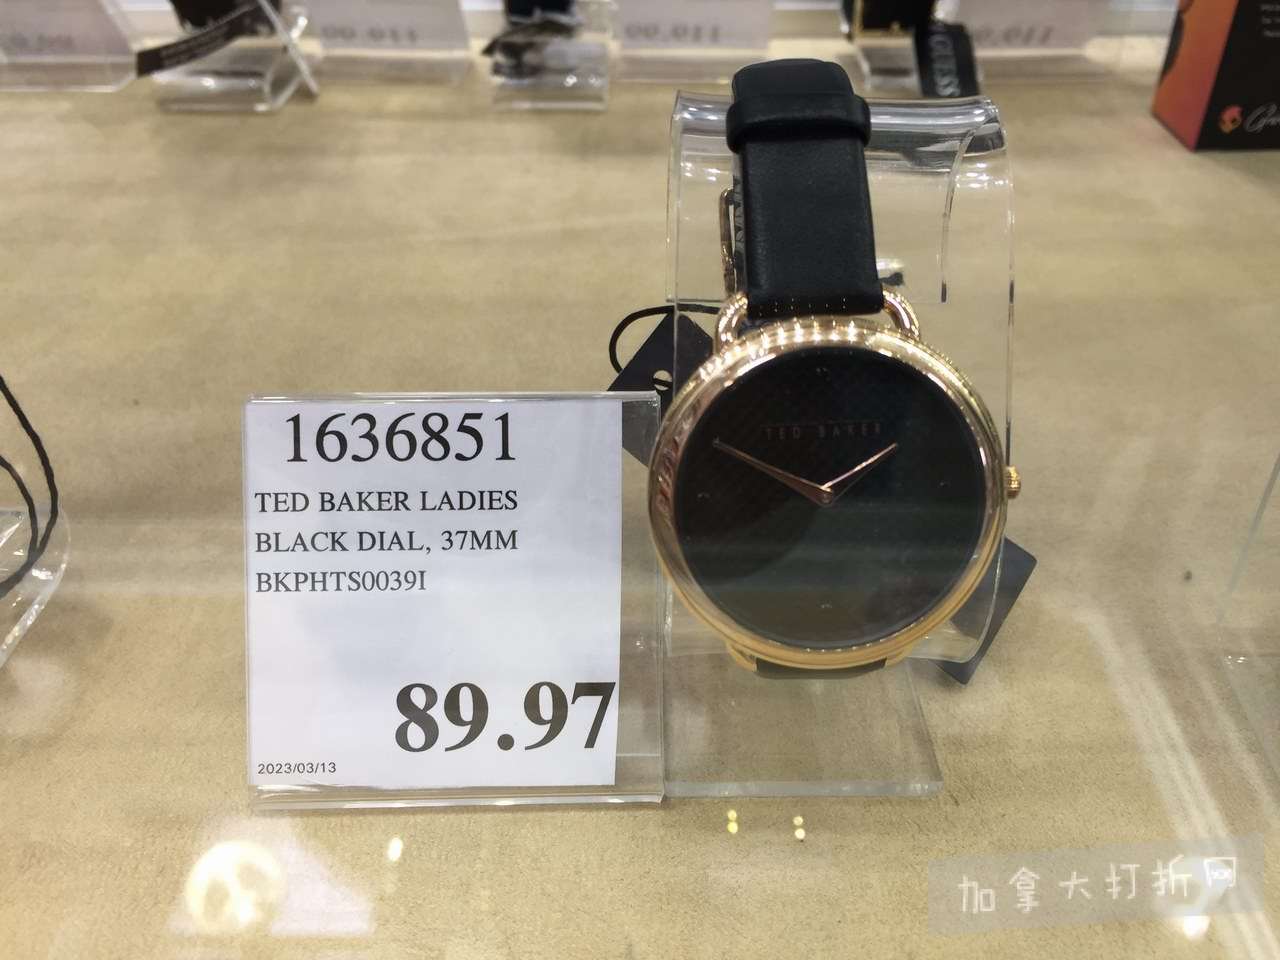 1636851
TED BAKER LADIES
BLACK DIAL, 37MM
BKPHTS0039I
89.97
2023/03/13
TED BAKER
GUESS
加拿大打折网